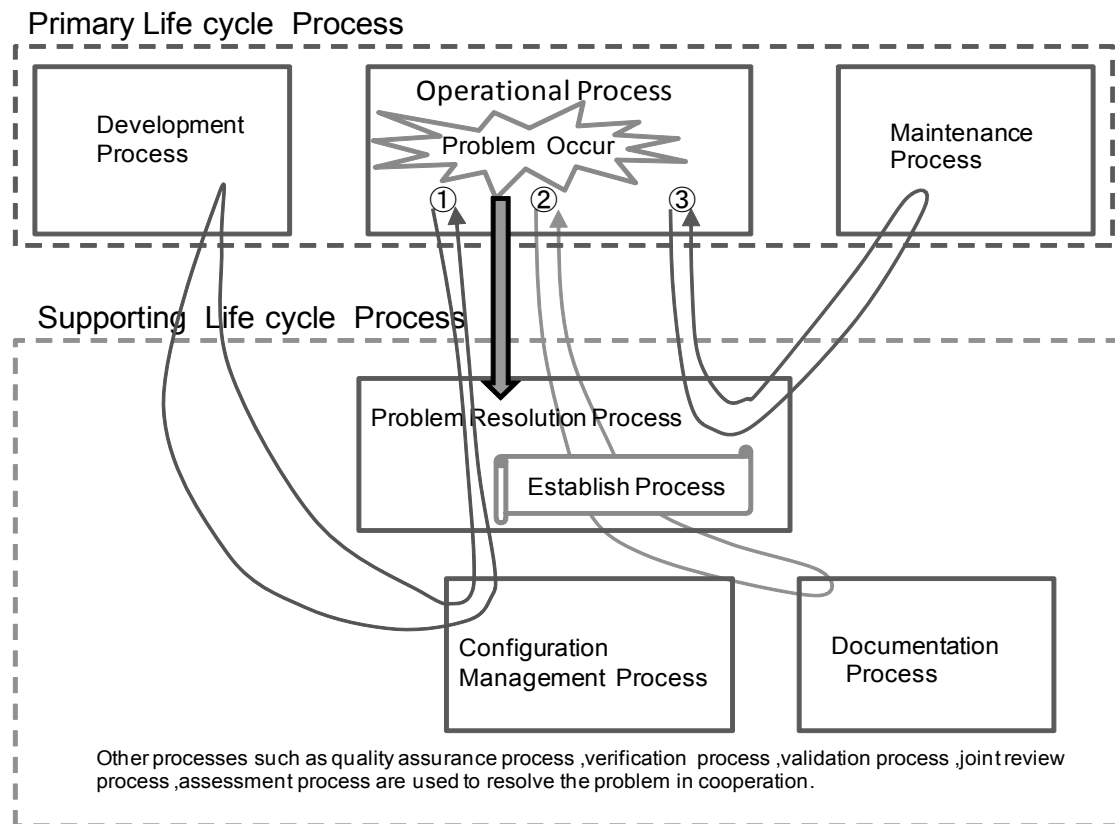 Primary Life cycle Process
Development
Process
Operational Process
Problem Occur
Maintenance
Process
① ② ③
Supporting Life cycle Process
Problem Resolution Process
Establish Process
Configuration
Management Process
Documentation
Process
Other processes such as quality assurance process ,verification process ,validation process ,joint review
process ,assessment process are used to resolve the problem in cooperation.